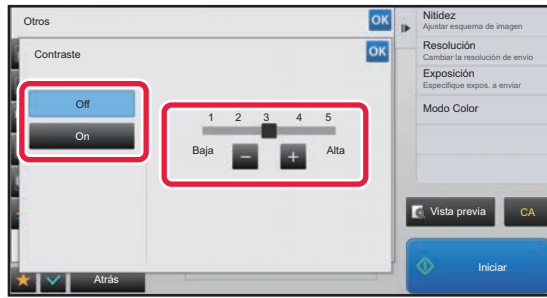 Otros
OK
Contraste
OK
Off
On
1 2 3 4 5
Baja
Alta
Atrás
Nitidez
Ajustar esquema de imagen
Resolución
Cambiar la resolución de envío
Exposición
Especifique expos. a enviar
Modo Color
Vista previa
CA
Iniciar